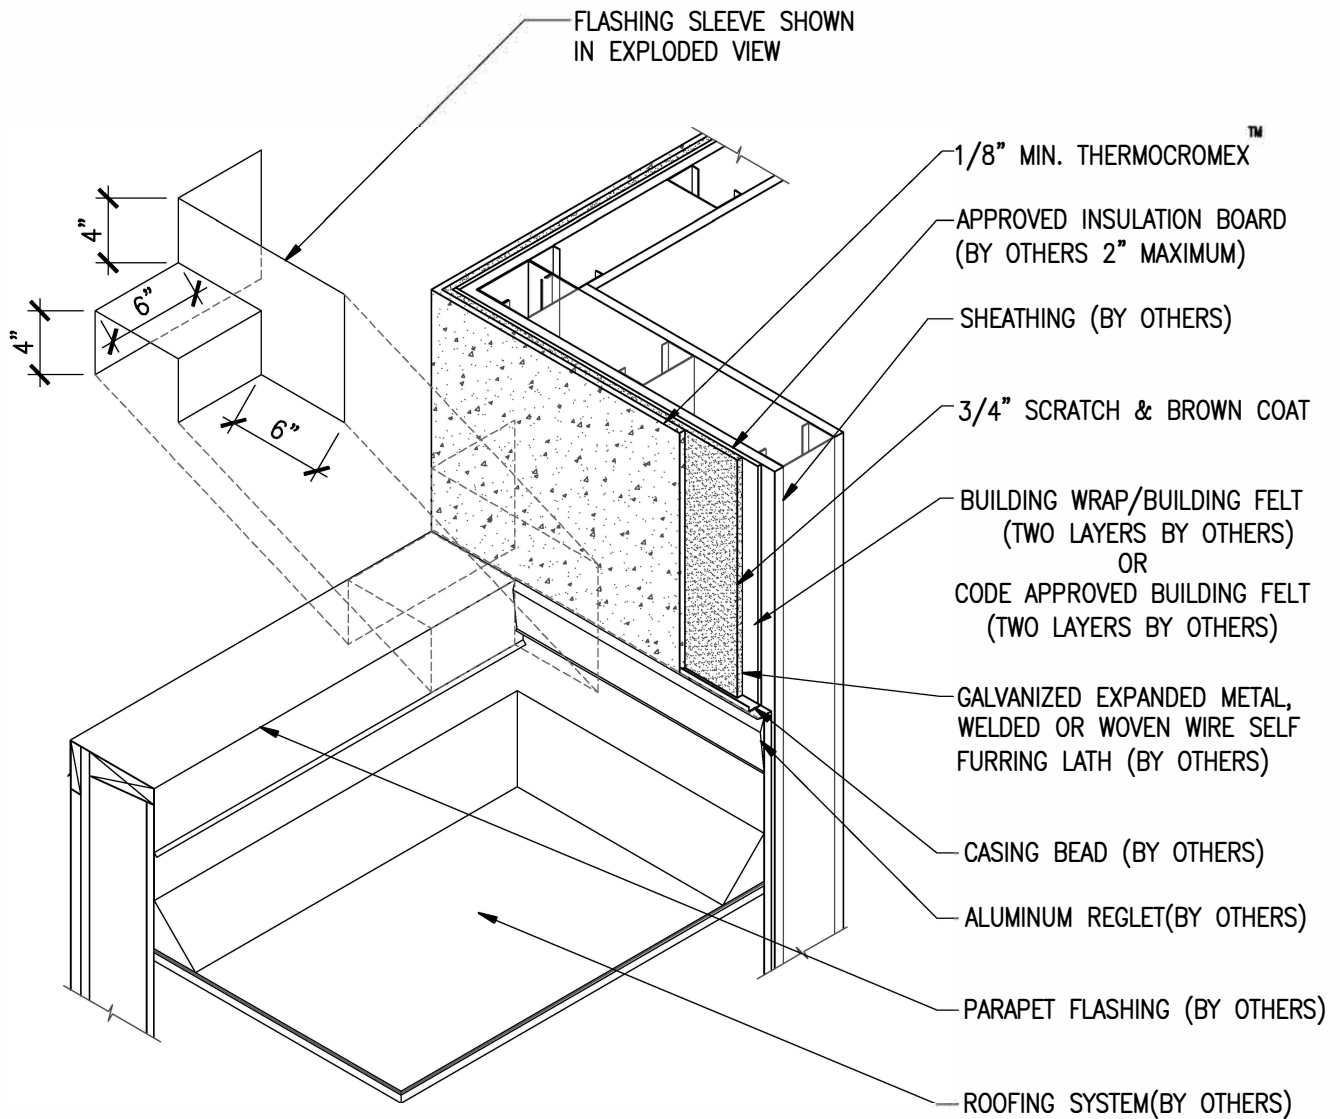 FLASHING SLEEVE SHOWN
IN EXPLODED VIEW
1/8” MIN. THERMOCROMEX™
APPROVED INSULATION BOARD
(BY OTHERS 2” MAXIMUM)
SHEATHING (BY OTHERS)
3/4” SCRATCH & BROWN COAT
BUILDING WRAP/BUILDING FELT
(TWO LAYERS BY OTHERS)
OR
CODE APPROVED BUILDING FELT
(TWO LAYERS BY OTHERS)
GALVANIZED EXPANDED METAL,
WELDED OR WOVEN WIRE SELF
FURRING LATH (BY OTHERS)
CASING BEAD (BY OTHERS)
ALUMINUM REGLET(BY OTHERS)
PARAPET FLASHING (BY OTHERS)
ROOFING SYSTEM(BY OTHERS)
4”
6”
4”
6”